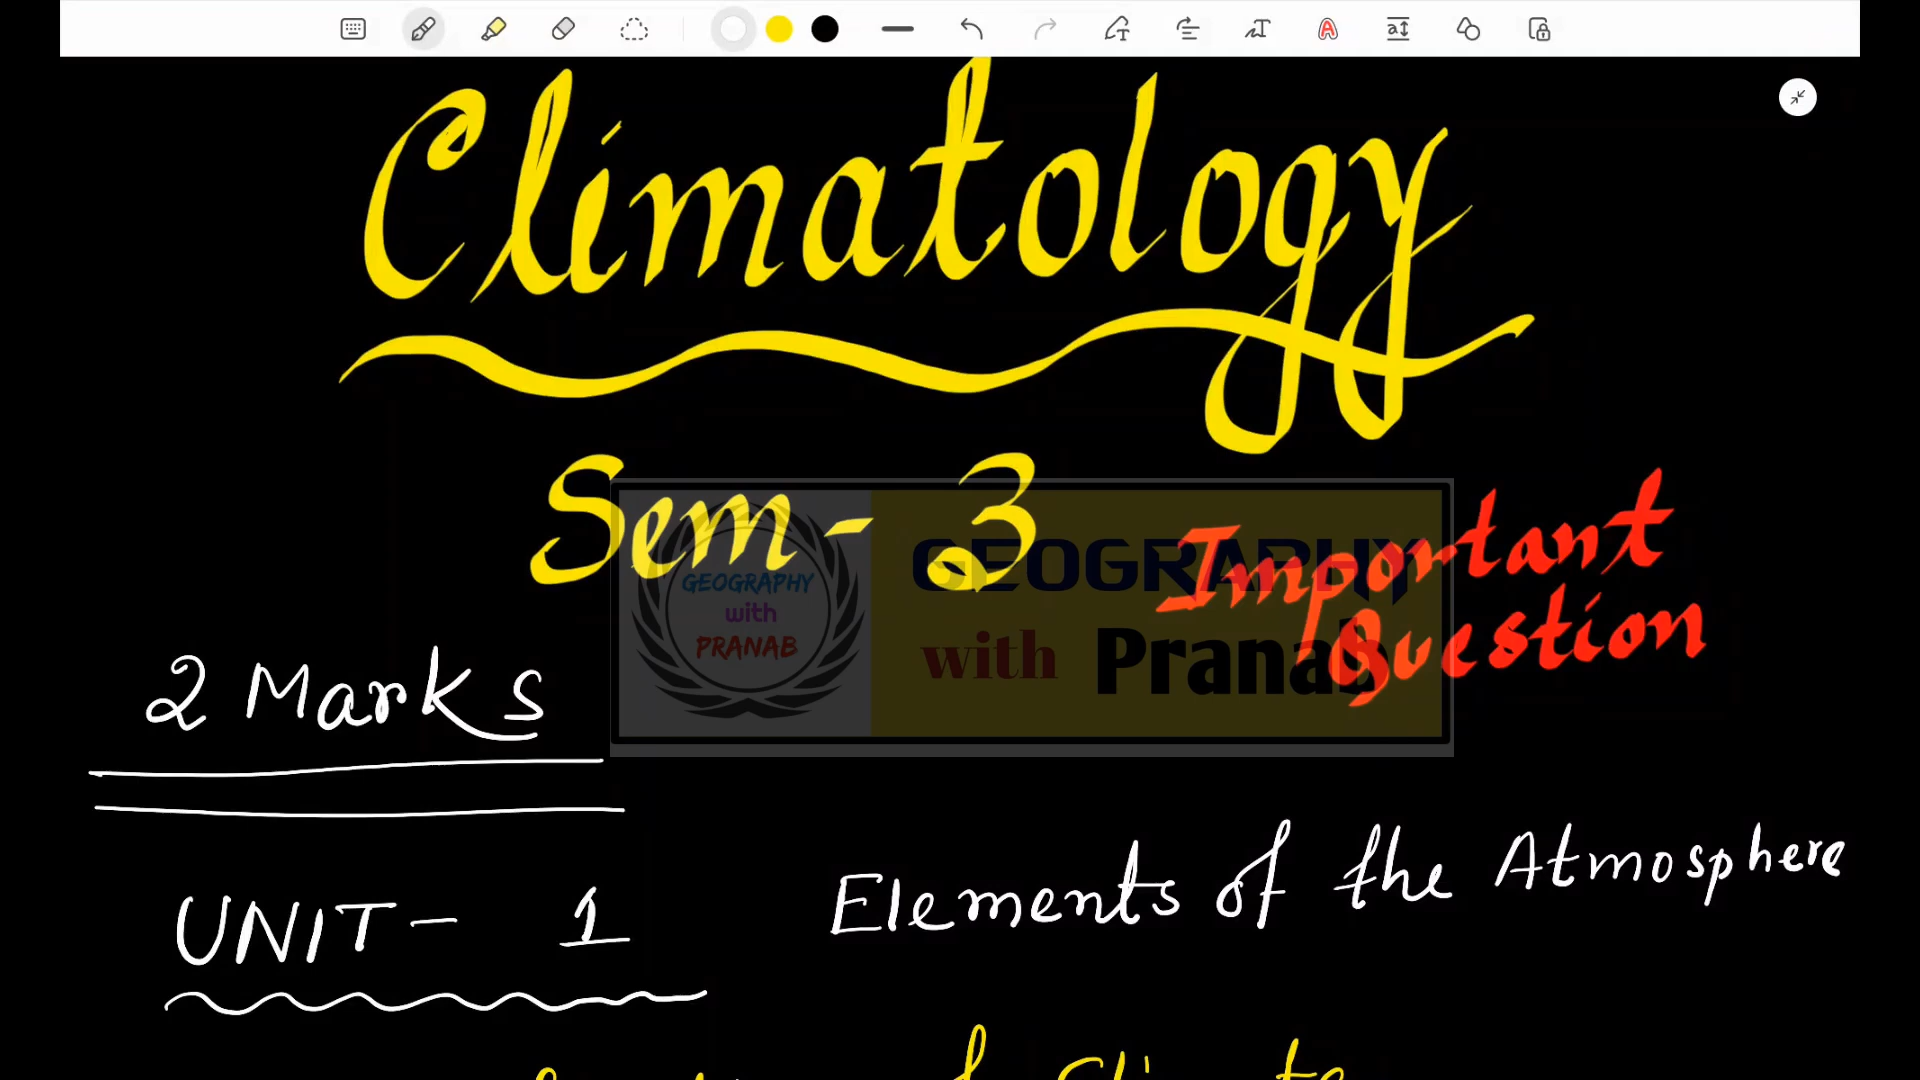 Climatology
Sem - 3
Important
Question
GEOGRAPHY
with
PRANAB
GEOGRAPHY
with Pranab
2 Marks
UNIT - 1 Elements of the Atmosphere